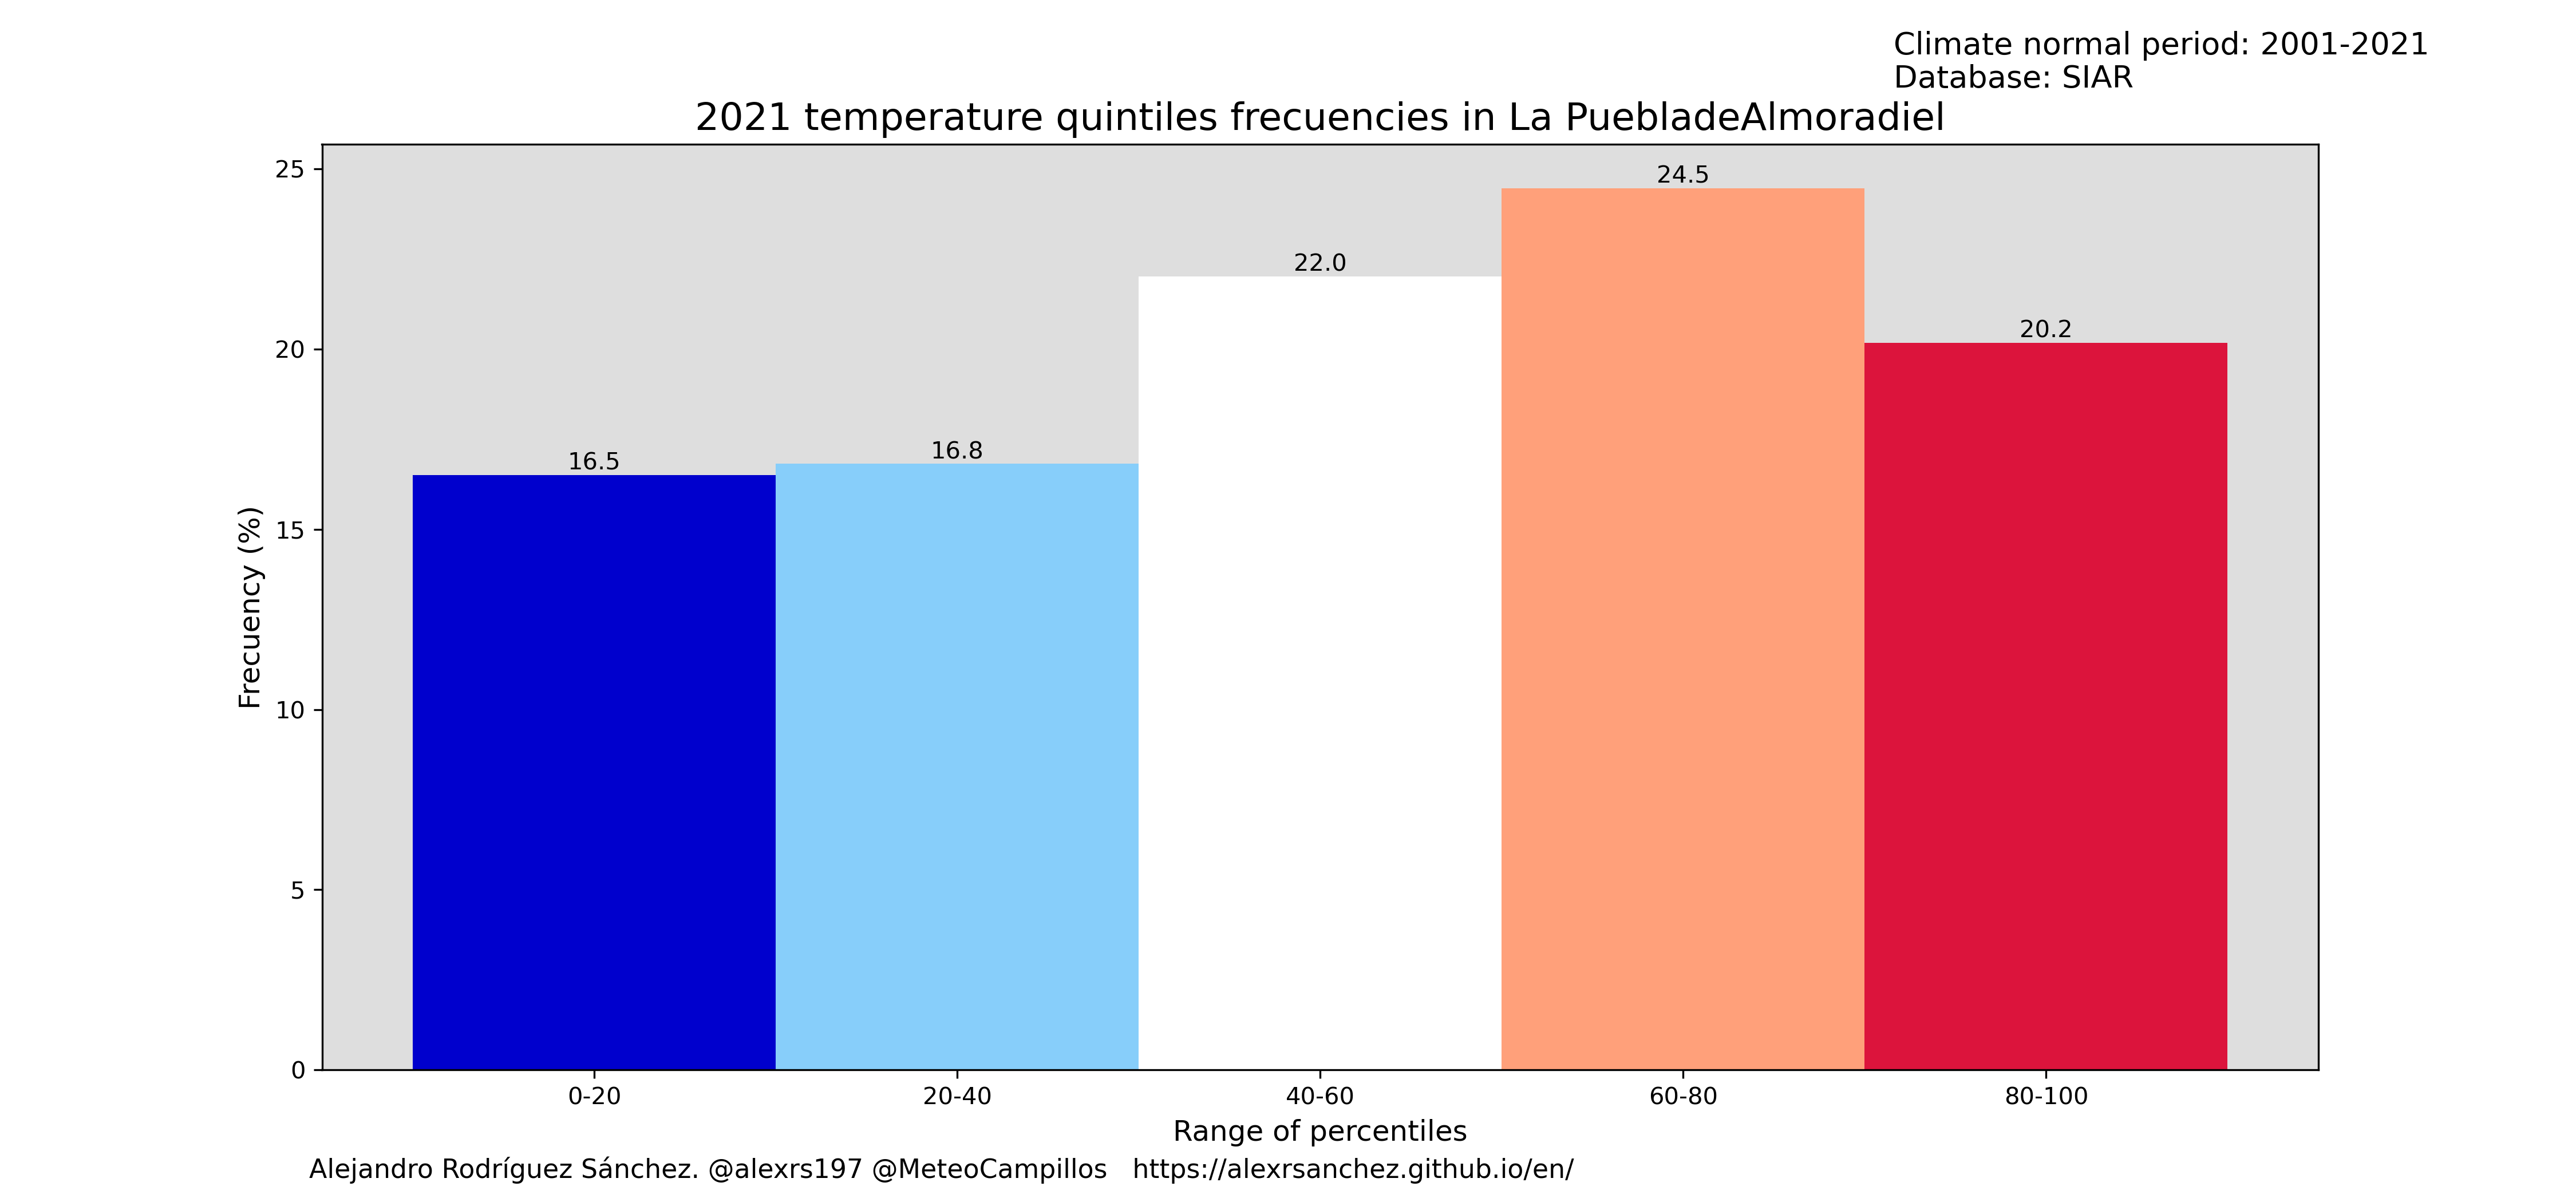 Climate normal period: 2001-2021
Database: SIAR
2021 temperature quintiles frecuencies in La PuebladeAlmoradiel
Frecuency (%)
25
20
15
10
5
0
16.5
16.8
22.0
24.5
20.2
0-20
20-40
40-60
60-80
80-100
Range of percentiles
Alejandro Rodríguez Sánchez. @alexrs197 @MeteoCampillos https://alexrsanchez.github.io/en/